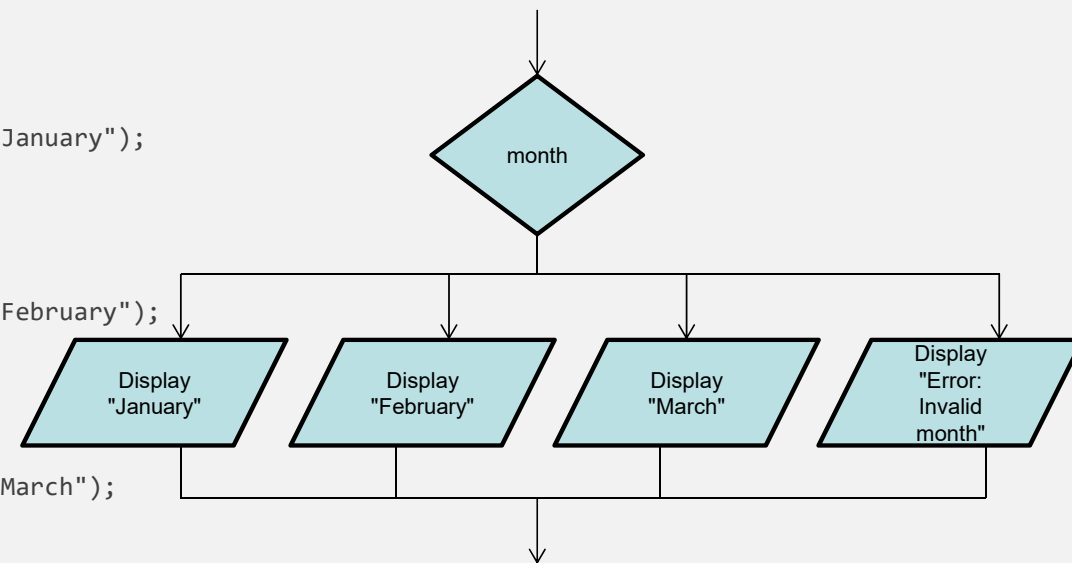 January");
February");
March");
month
Display
"January"
Display
"February"
Display
"March"
Display
"Error:
Invalid
month"